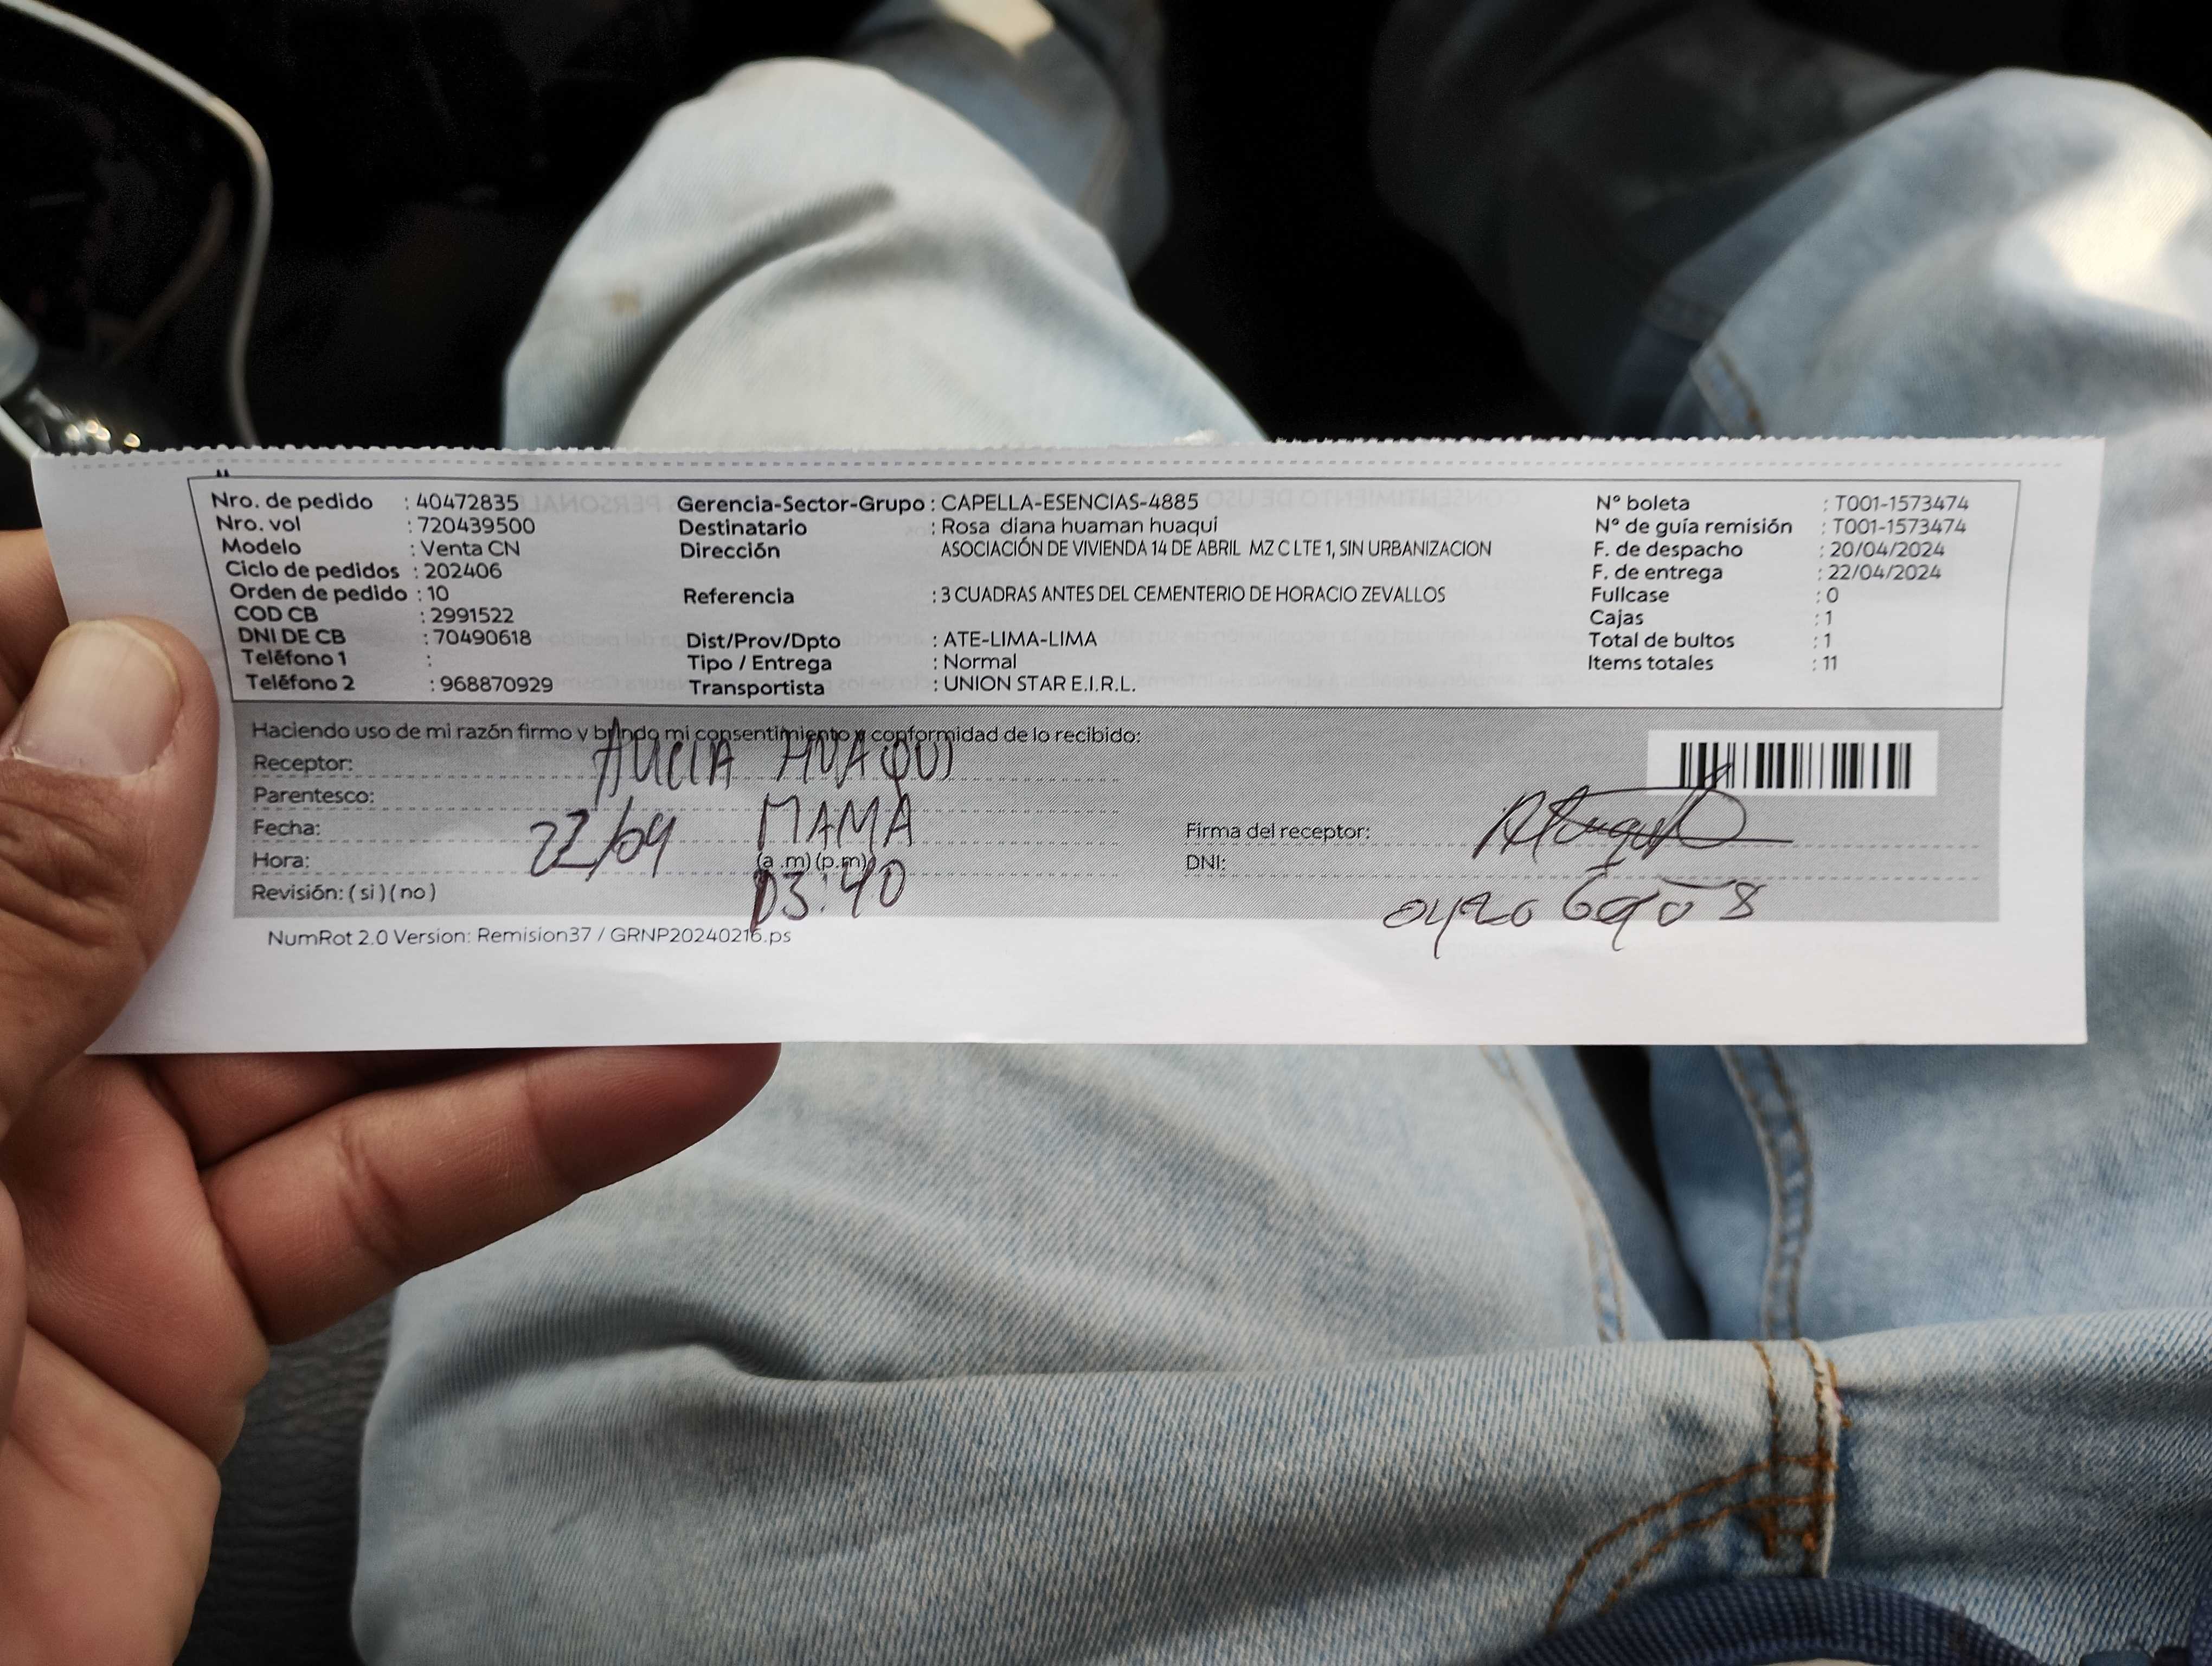 Nro. de pedido : 40472835
Nro. vol : 720439500
Modelo : Venta CN
Ciclo de pedidos : 202406
Orden de pedido : 10
COD CB : 2991522
DNI DE CB : 70490618
Teléfono 1 :
Teléfono 2 : 968870929
Gerencia-Sector-Grupo : CAPELLA-ESENCIAS-4885
Destinatario : Rosa diana huaman huaqui
Dirección ASOCIACIÓN DE VIVIENDA 14 DE ABRIL MZ C LTE 1, SIN URBANIZACION
Referencia : 3 CUADRAS ANTES DEL CEMENTERIO DE HORACIO ZEVALLOS
Dist/Prov/Dpto : ATE-LIMA-LIMA
Tipo / Entrega : Normal
Transportista : UNION STAR E.I.R.L.
N° boleta : T001-1573474
N° de guía remisión : T001-1573474
F. de despacho : 20/04/2024
F. de entrega : 22/04/2024
Fullcase : 0
Cajas : 1
Total de bultos : 1
Items totales : 11
Haciendo uso de mi razón firmo y brindo mi consentimiento y conformidad de lo recibido:
Receptor: ALICIA HUAQUI
Parentesco: MAMA
Fecha: 22/04
Hora: (a.m) (p.m) 03:40
Revisión: ( si ) ( no )
Firma del receptor:
DNI:
NumRot 2.0 Version: Remision37 / GRNP20240216.ps